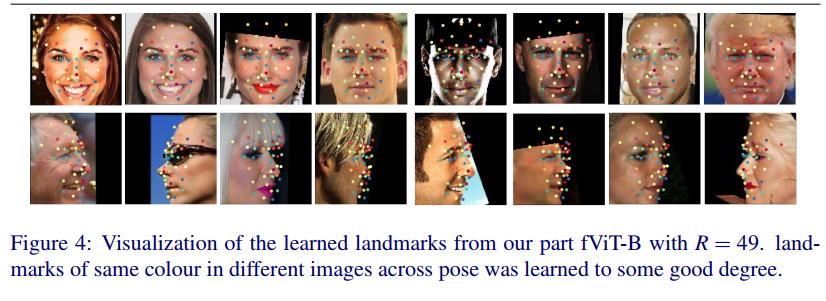 Figure 4: Visualization of the learned landmarks from our part fViT-B with R = 49. land-
marks of same colour in different images across pose was learned to some good degree.